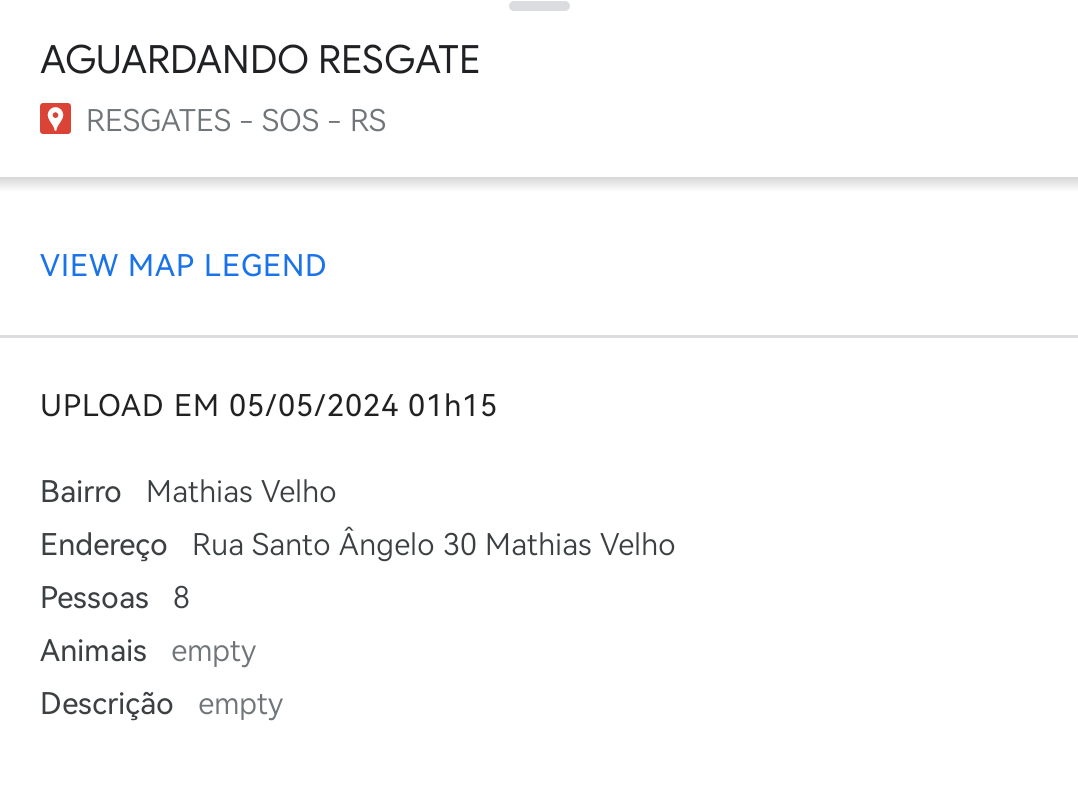 AGUARDANDO RESGATE
RESGATES - SOS - RS
VIEW MAP LEGEND
UPLOAD EM 05/05/2024 01h15
Bairro Mathias Velho
Endereço Rua Santo Ângelo 30 Mathias Velho
Pessoas 8
Animais empty
Descrição empty